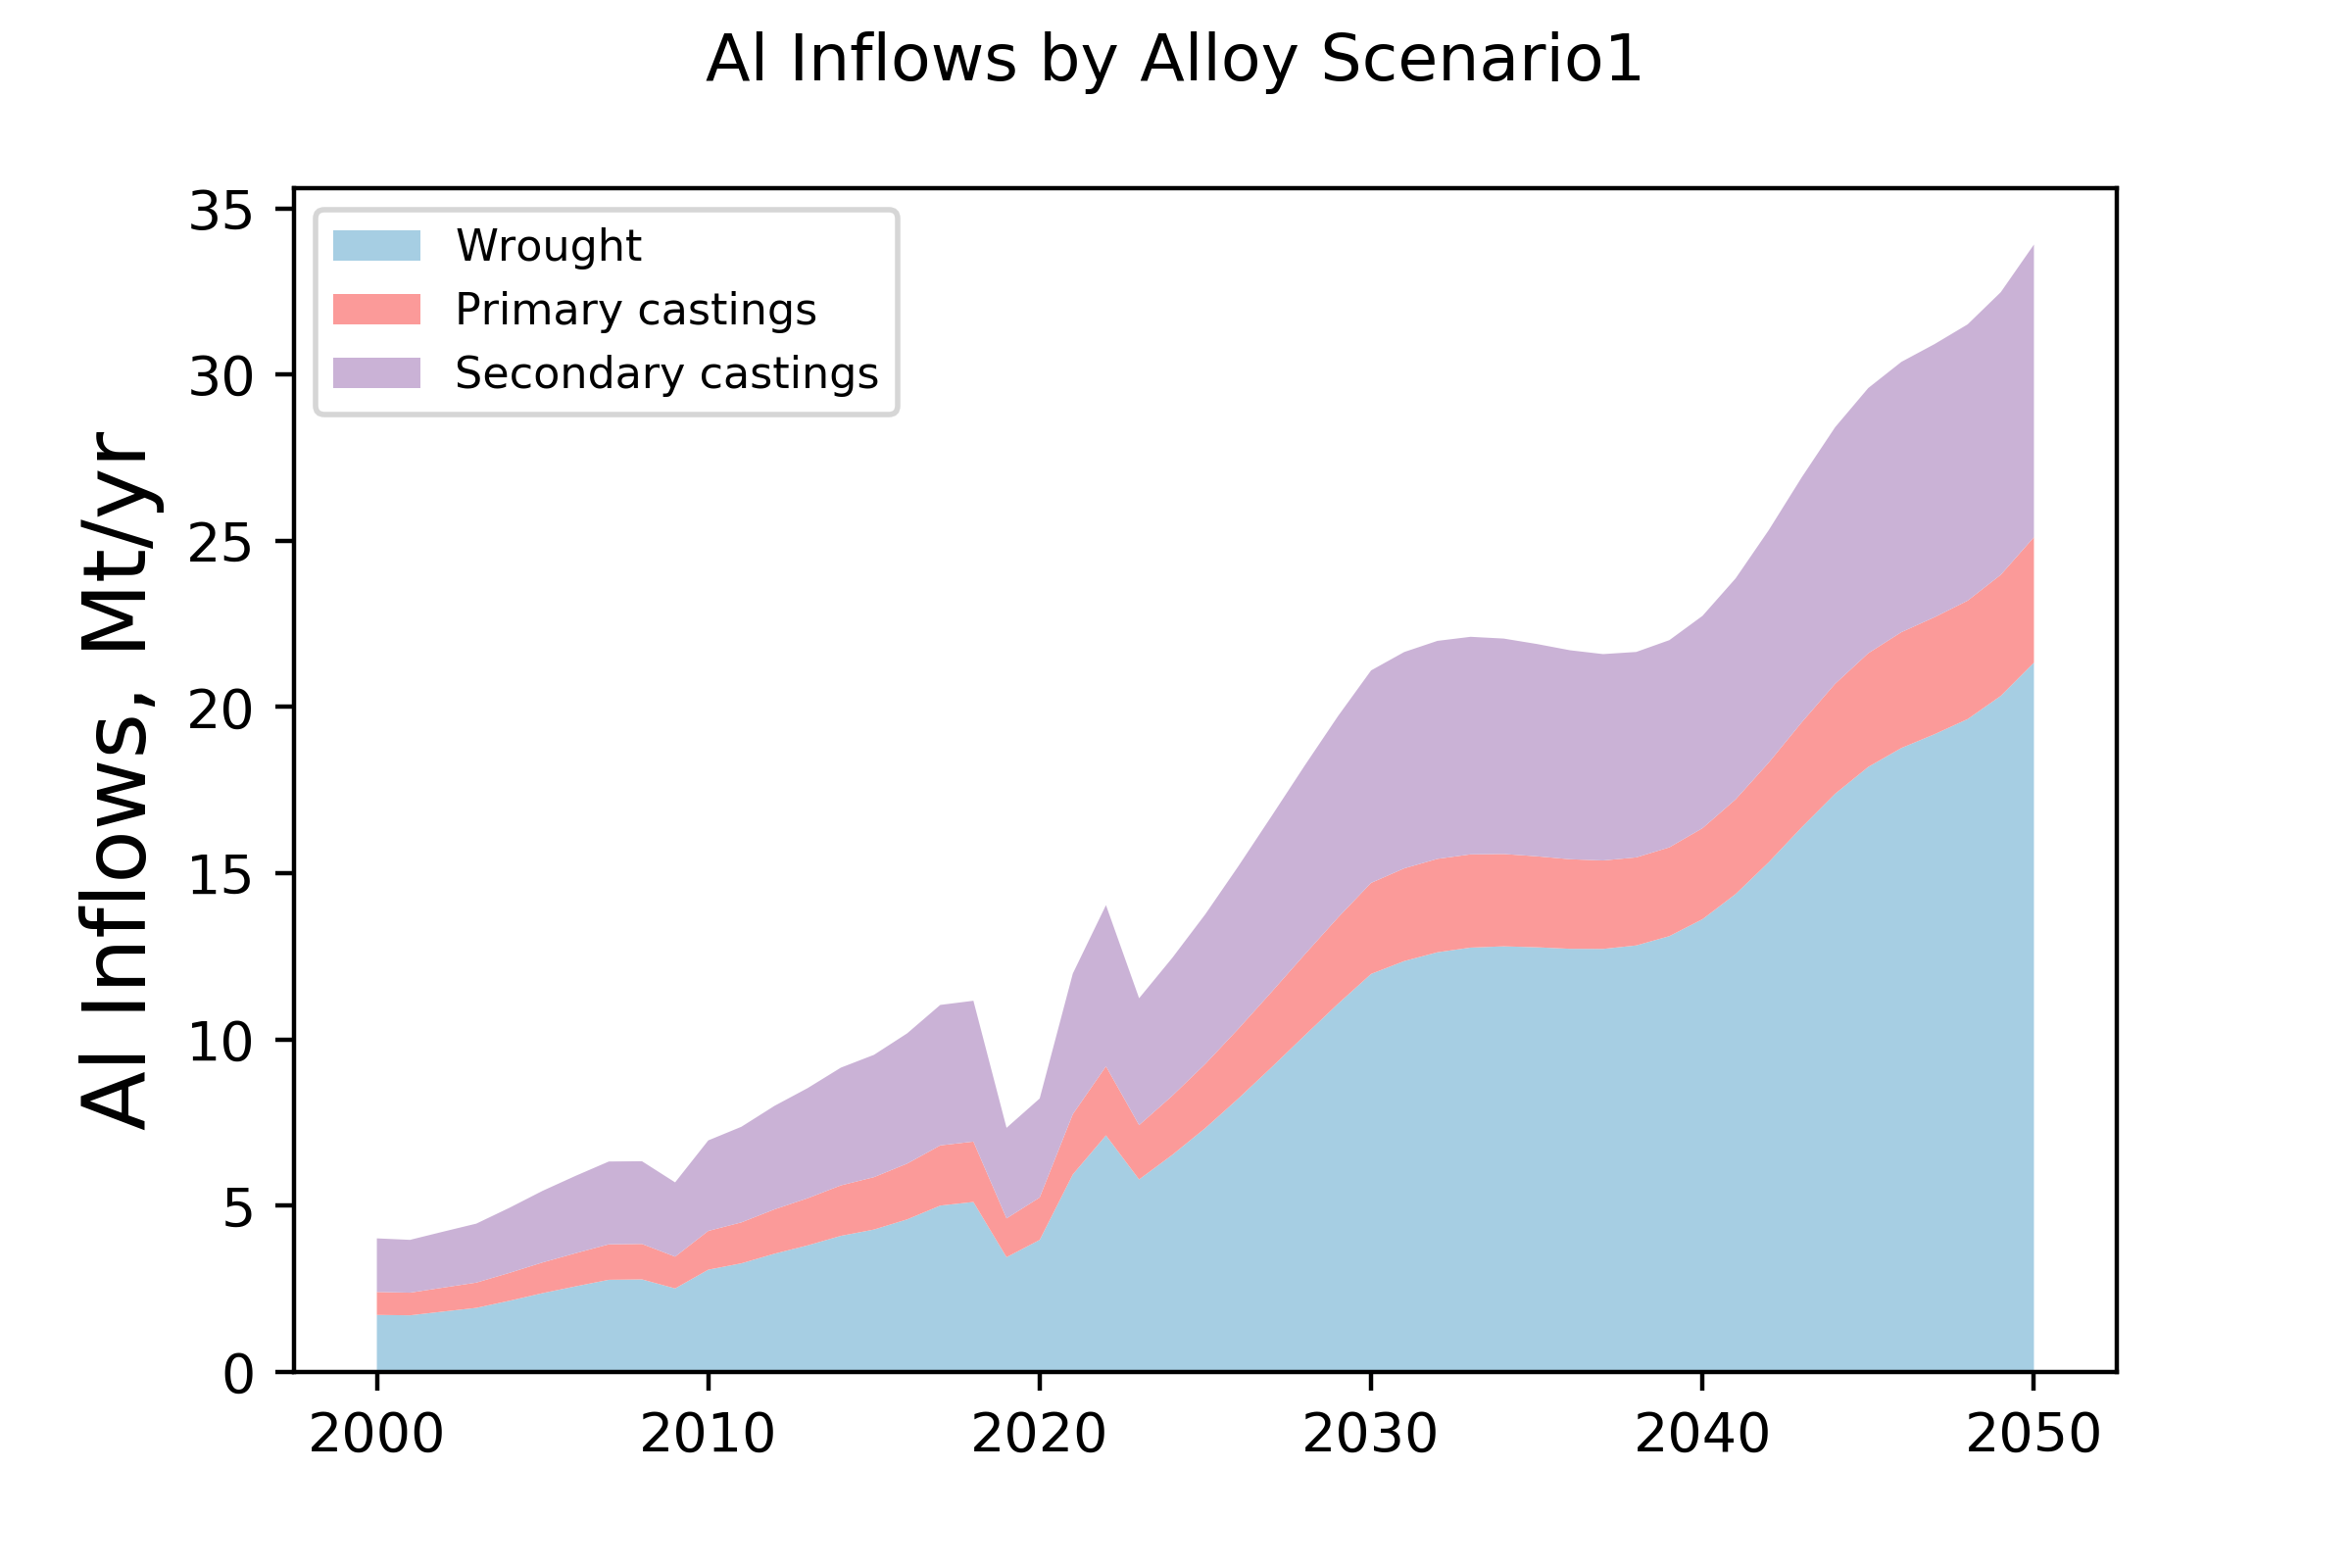 Al Inflows by Alloy Scenario1
Al Inflows, Mt/yr
35
30
25
20
15
10
5
0
Wrought
Primary castings
Secondary castings
2000 2010 2020 2030 2040 2050